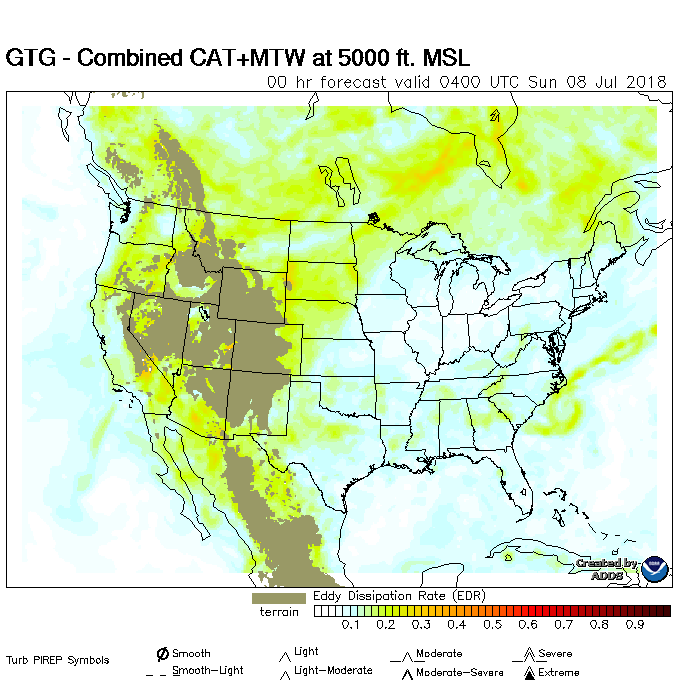 GTG - Combined CAT+MTW at 5000 ft. MSL
00 hr forecast valid 0400 UTC Sun 08 Jul 2018
Created by
ADDS
Eddy Dissipation Rate (EDR)
terrain
0.1 0.2 0.3 0.4 0.5 0.6 0.7 0.8 0.9
Turb PIREP Symbols
Smooth Light Moderate Severe
Smooth-Light Light-Moderate Moderate-Severe Extreme